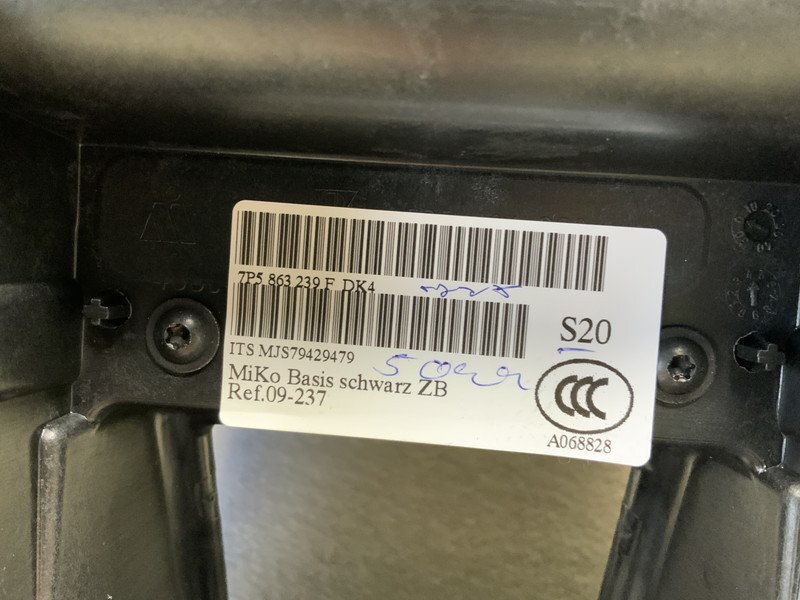 7P5 863 239 F DK4
S20
ITS MJS79429479
MiKo Basis schwarz ZB
Ref.09-237
CCC
A068828